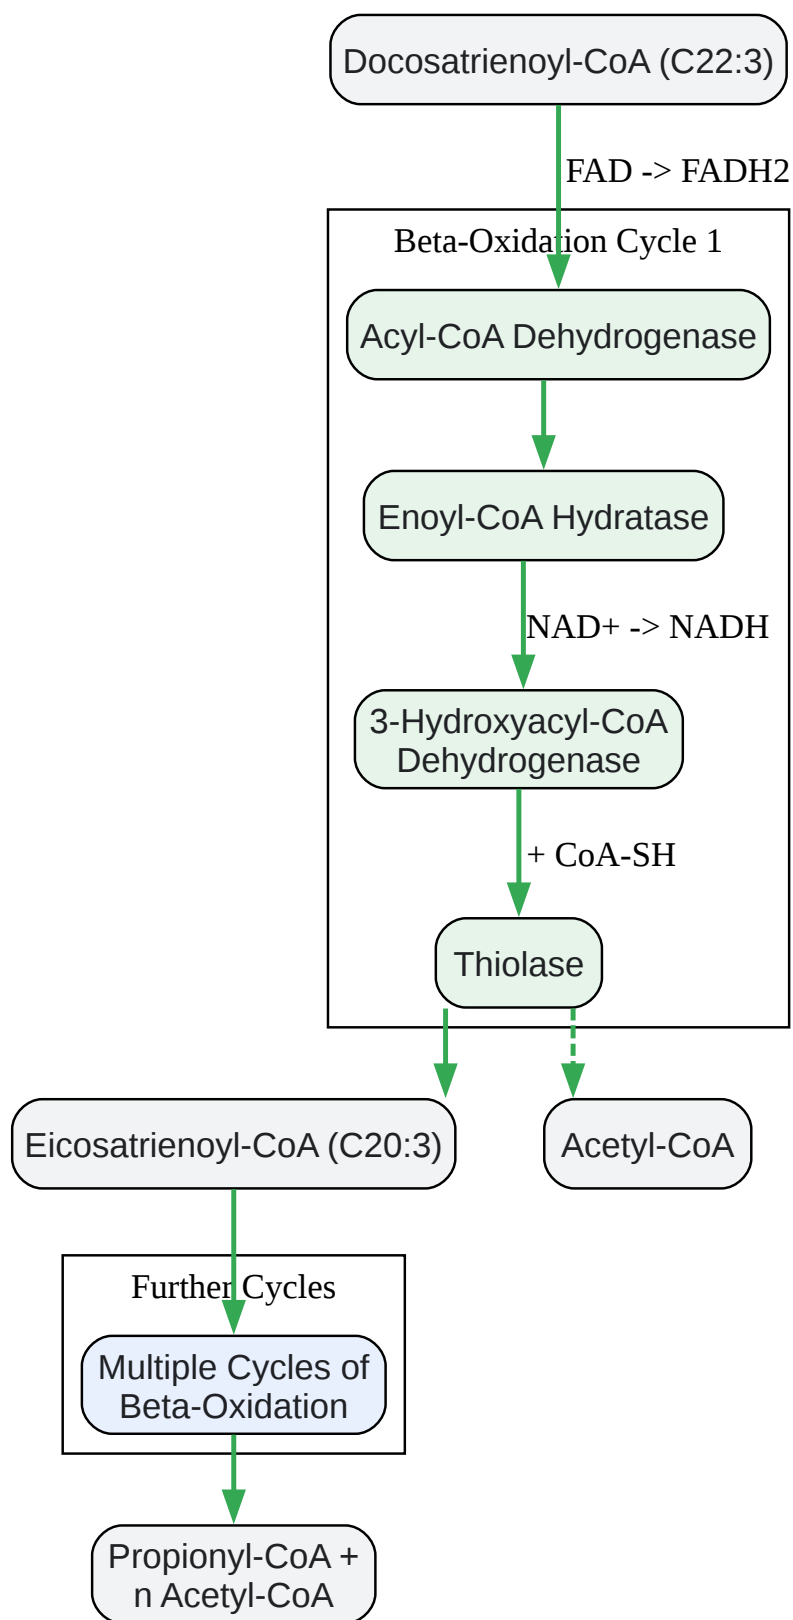 Docosatrienoyl-CoA (C22:3)
FAD -> FADH2
Beta-Oxidation Cycle 1
Acyl-CoA Dehydrogenase
Enoyl-CoA Hydratase
NAD+ -> NADH
3-Hydroxyacyl-CoA
Dehydrogenase
+ CoA-SH
Thiolase
Eicosatrienoyl-CoA (C20:3)
Acetyl-CoA
Further Cycles
Multiple Cycles of
Beta-Oxidation
Propionyl-CoA +
n Acetyl-CoA